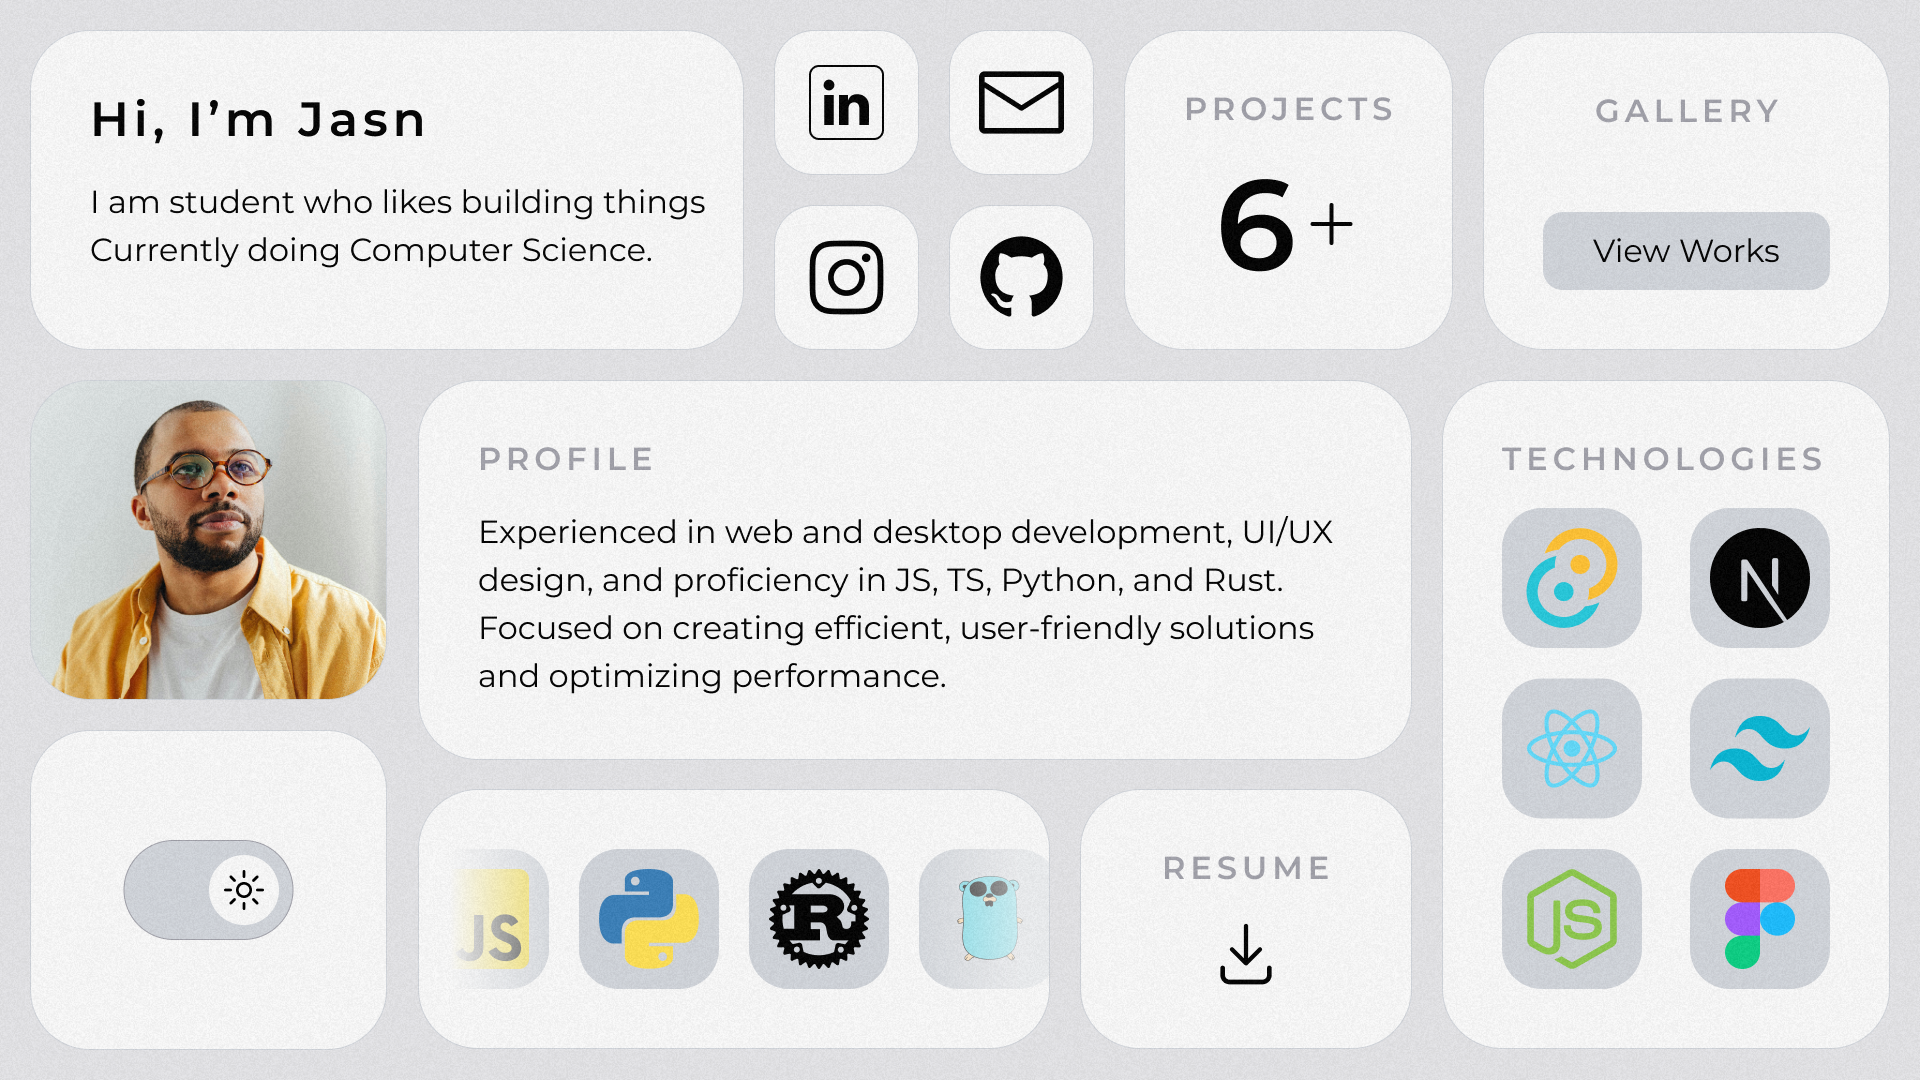 Hi, I’m Jasn
I am student who likes building things
Currently doing Computer Science.
in
PROJECTS
6+
GALLERY
View Works
PROFILE
Experienced in web and desktop development, UI/UX
design, and proficiency in JS, TS, Python, and Rust.
Focused on creating efficient, user-friendly solutions
and optimizing performance.
TECHNOLOGIES
N
JS
R
RESUME
JS